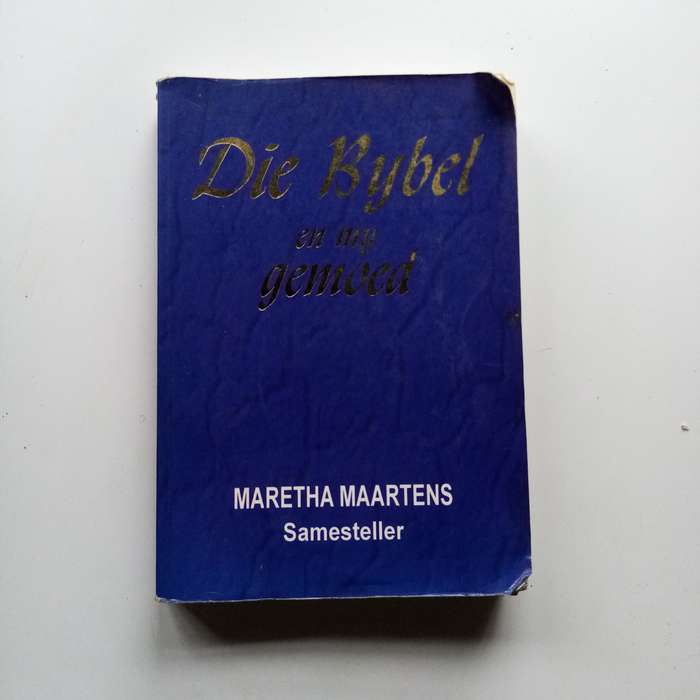 Die Bybel
en my
gemoed
MARETHA MAARTENS
Samesteller